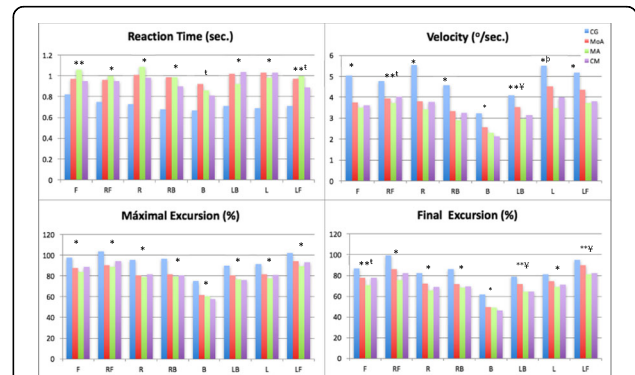 Reaction Time (sec.)
1.2
1
0.8
0.6
0.4
0.2
0
** * * * t * * **t
F RF R RB B LB L LF
Velocity (º/sec.)
CG
MoA
MA
CM
6
5
4
3
2
1
0
* **t * * * **¥ *b *
F RF R RB B LB L LF
Máximal Excursion (%)
120
100
80
60
40
20
0
* * * * * * * *
F RF R RB B LB L LF
Final Excursion (%)
120
100
80
60
40
20
0
**t * * * * **¥ * **¥
F RF R RB B LB L LF